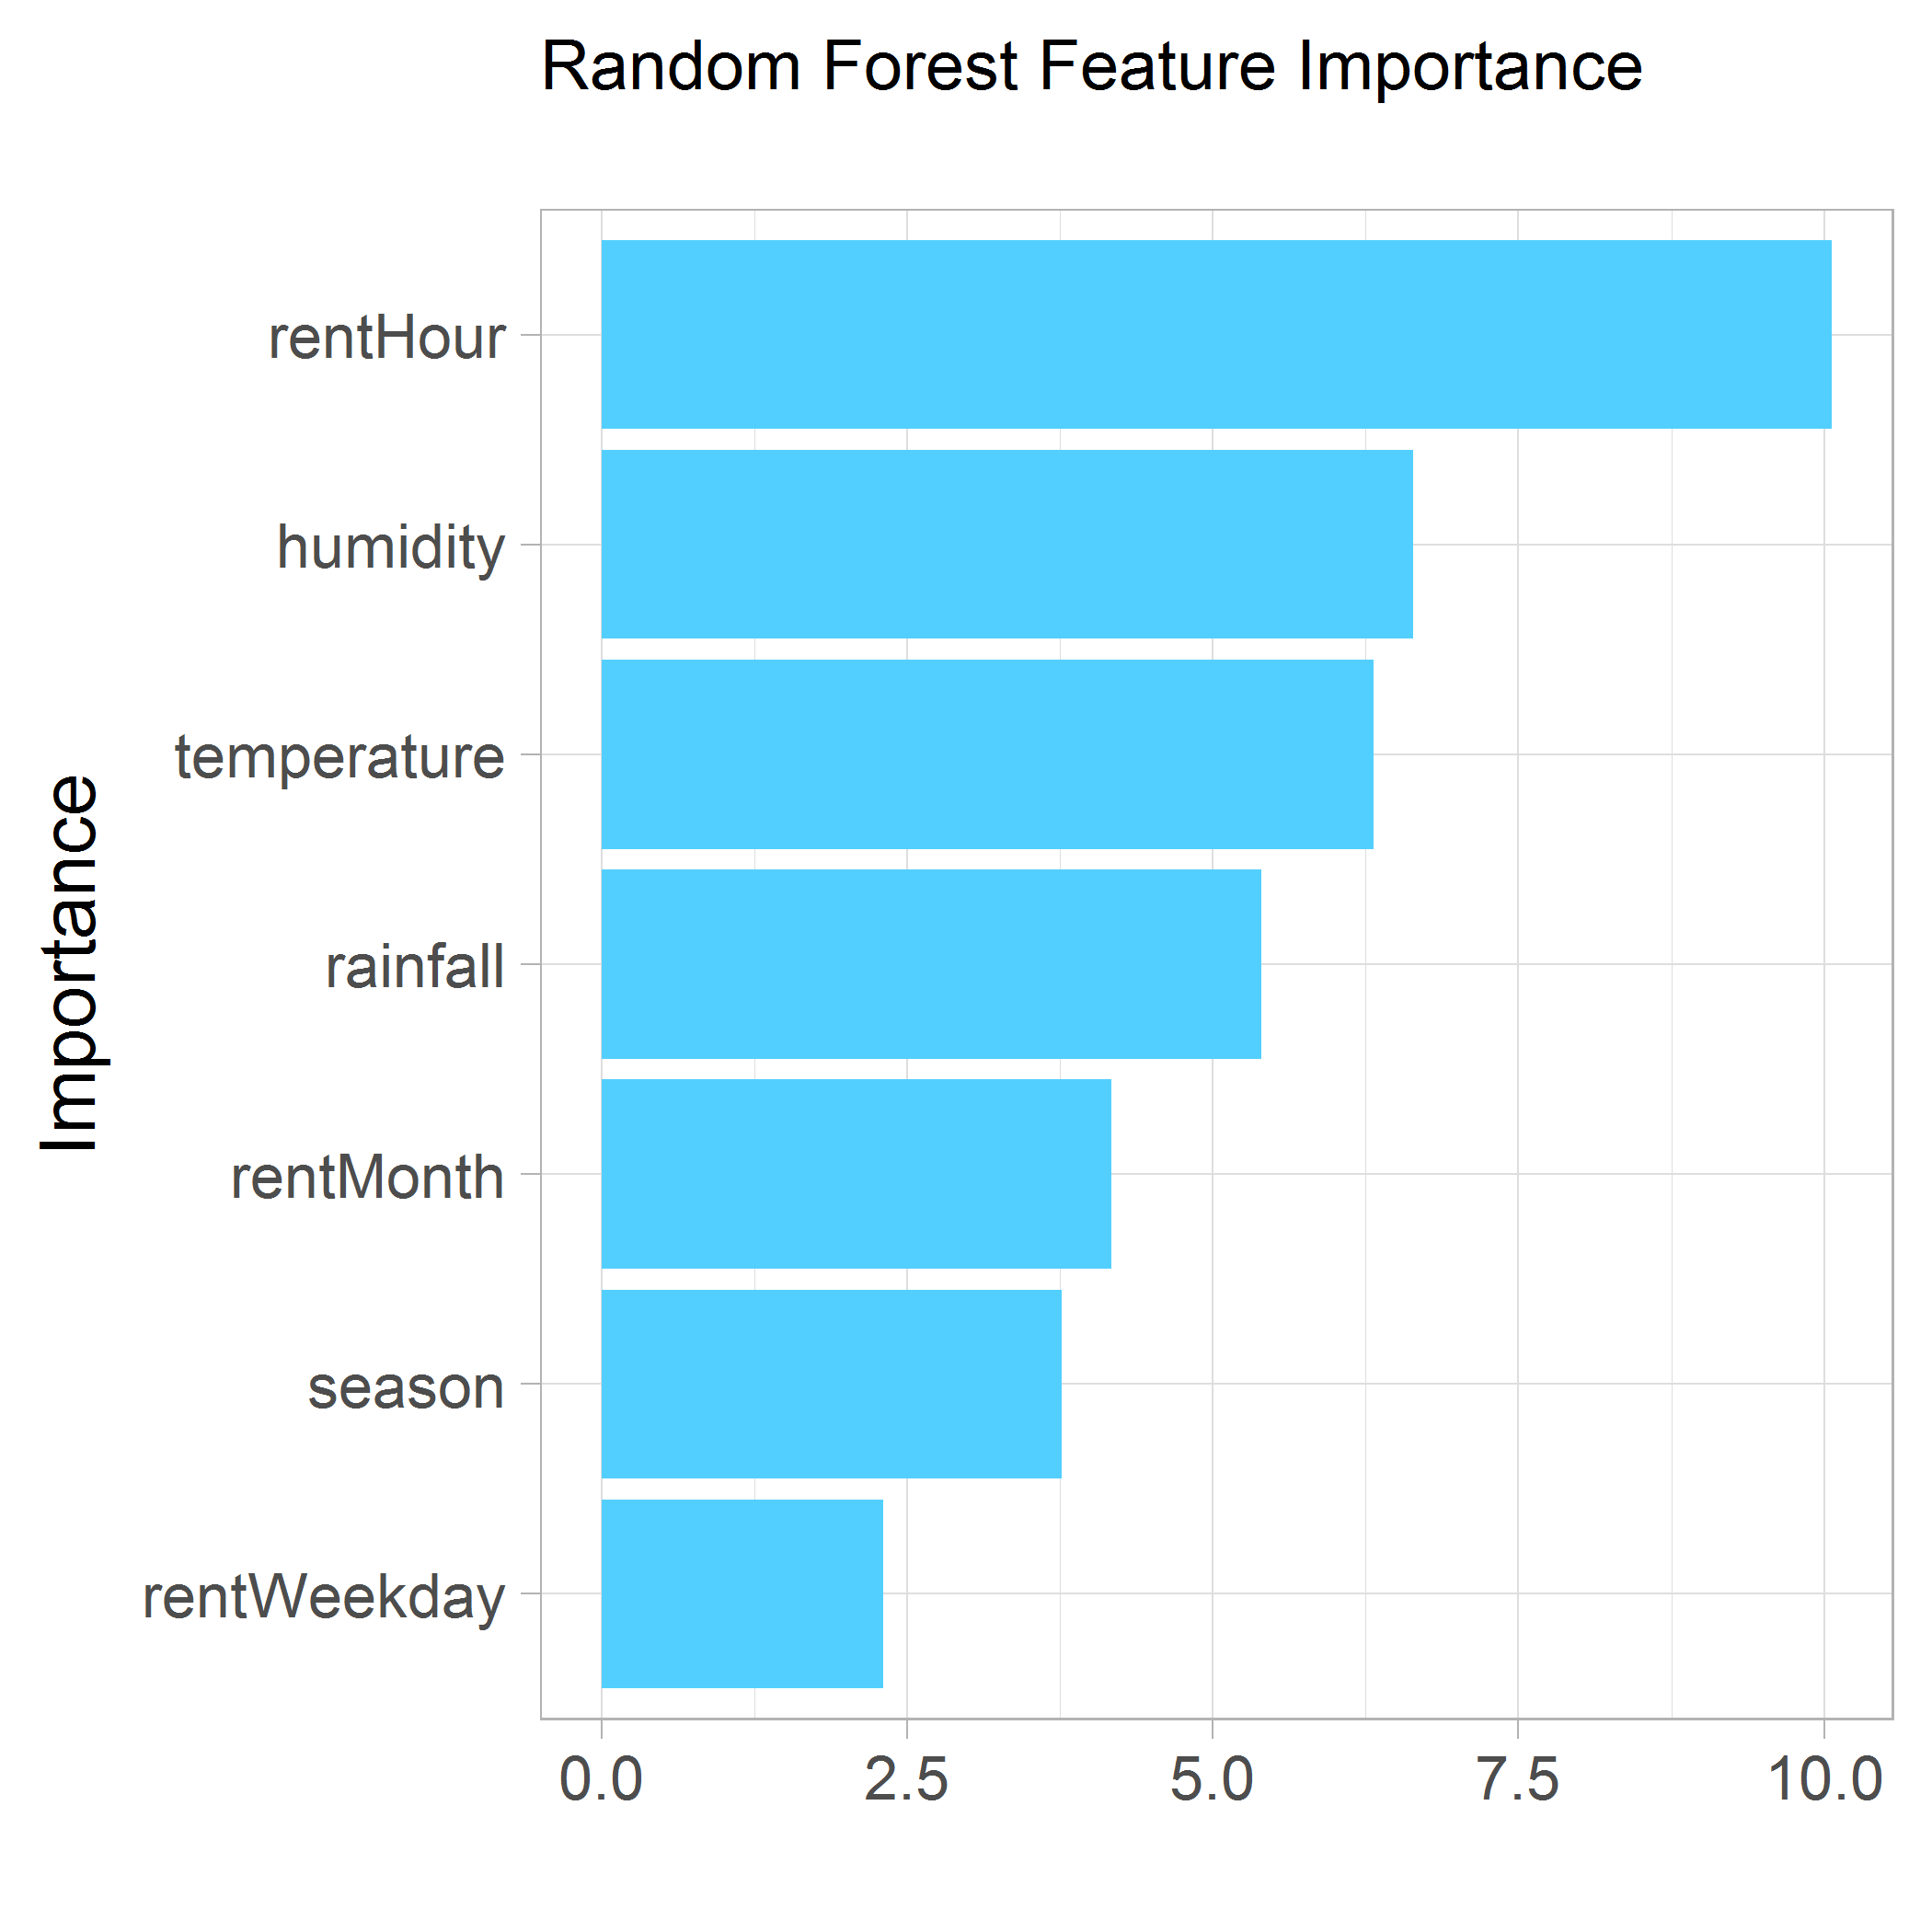 Random Forest Feature Importance
Importance
rentHour
humidity
temperature
rainfall
rentMonth
season
rentWeekday
0.0 2.5 5.0 7.5 10.0